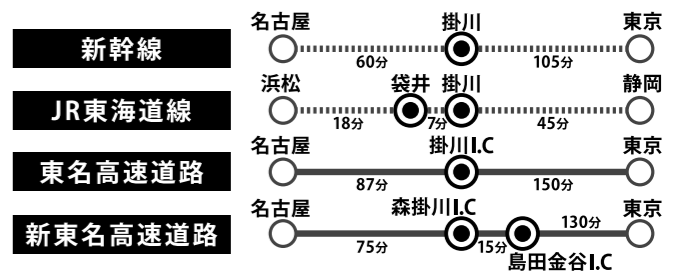 新幹線
名古屋 掛川 東京
60分 105分
JR東海道線
浜松 袋井 掛川 静岡
18分 7分 45分
東名高速道路
名古屋 掛川I.C 東京
87分 150分
新東名高速道路
名古屋 森掛川I.C 東京
75分 15分 130分
島田金谷I.C